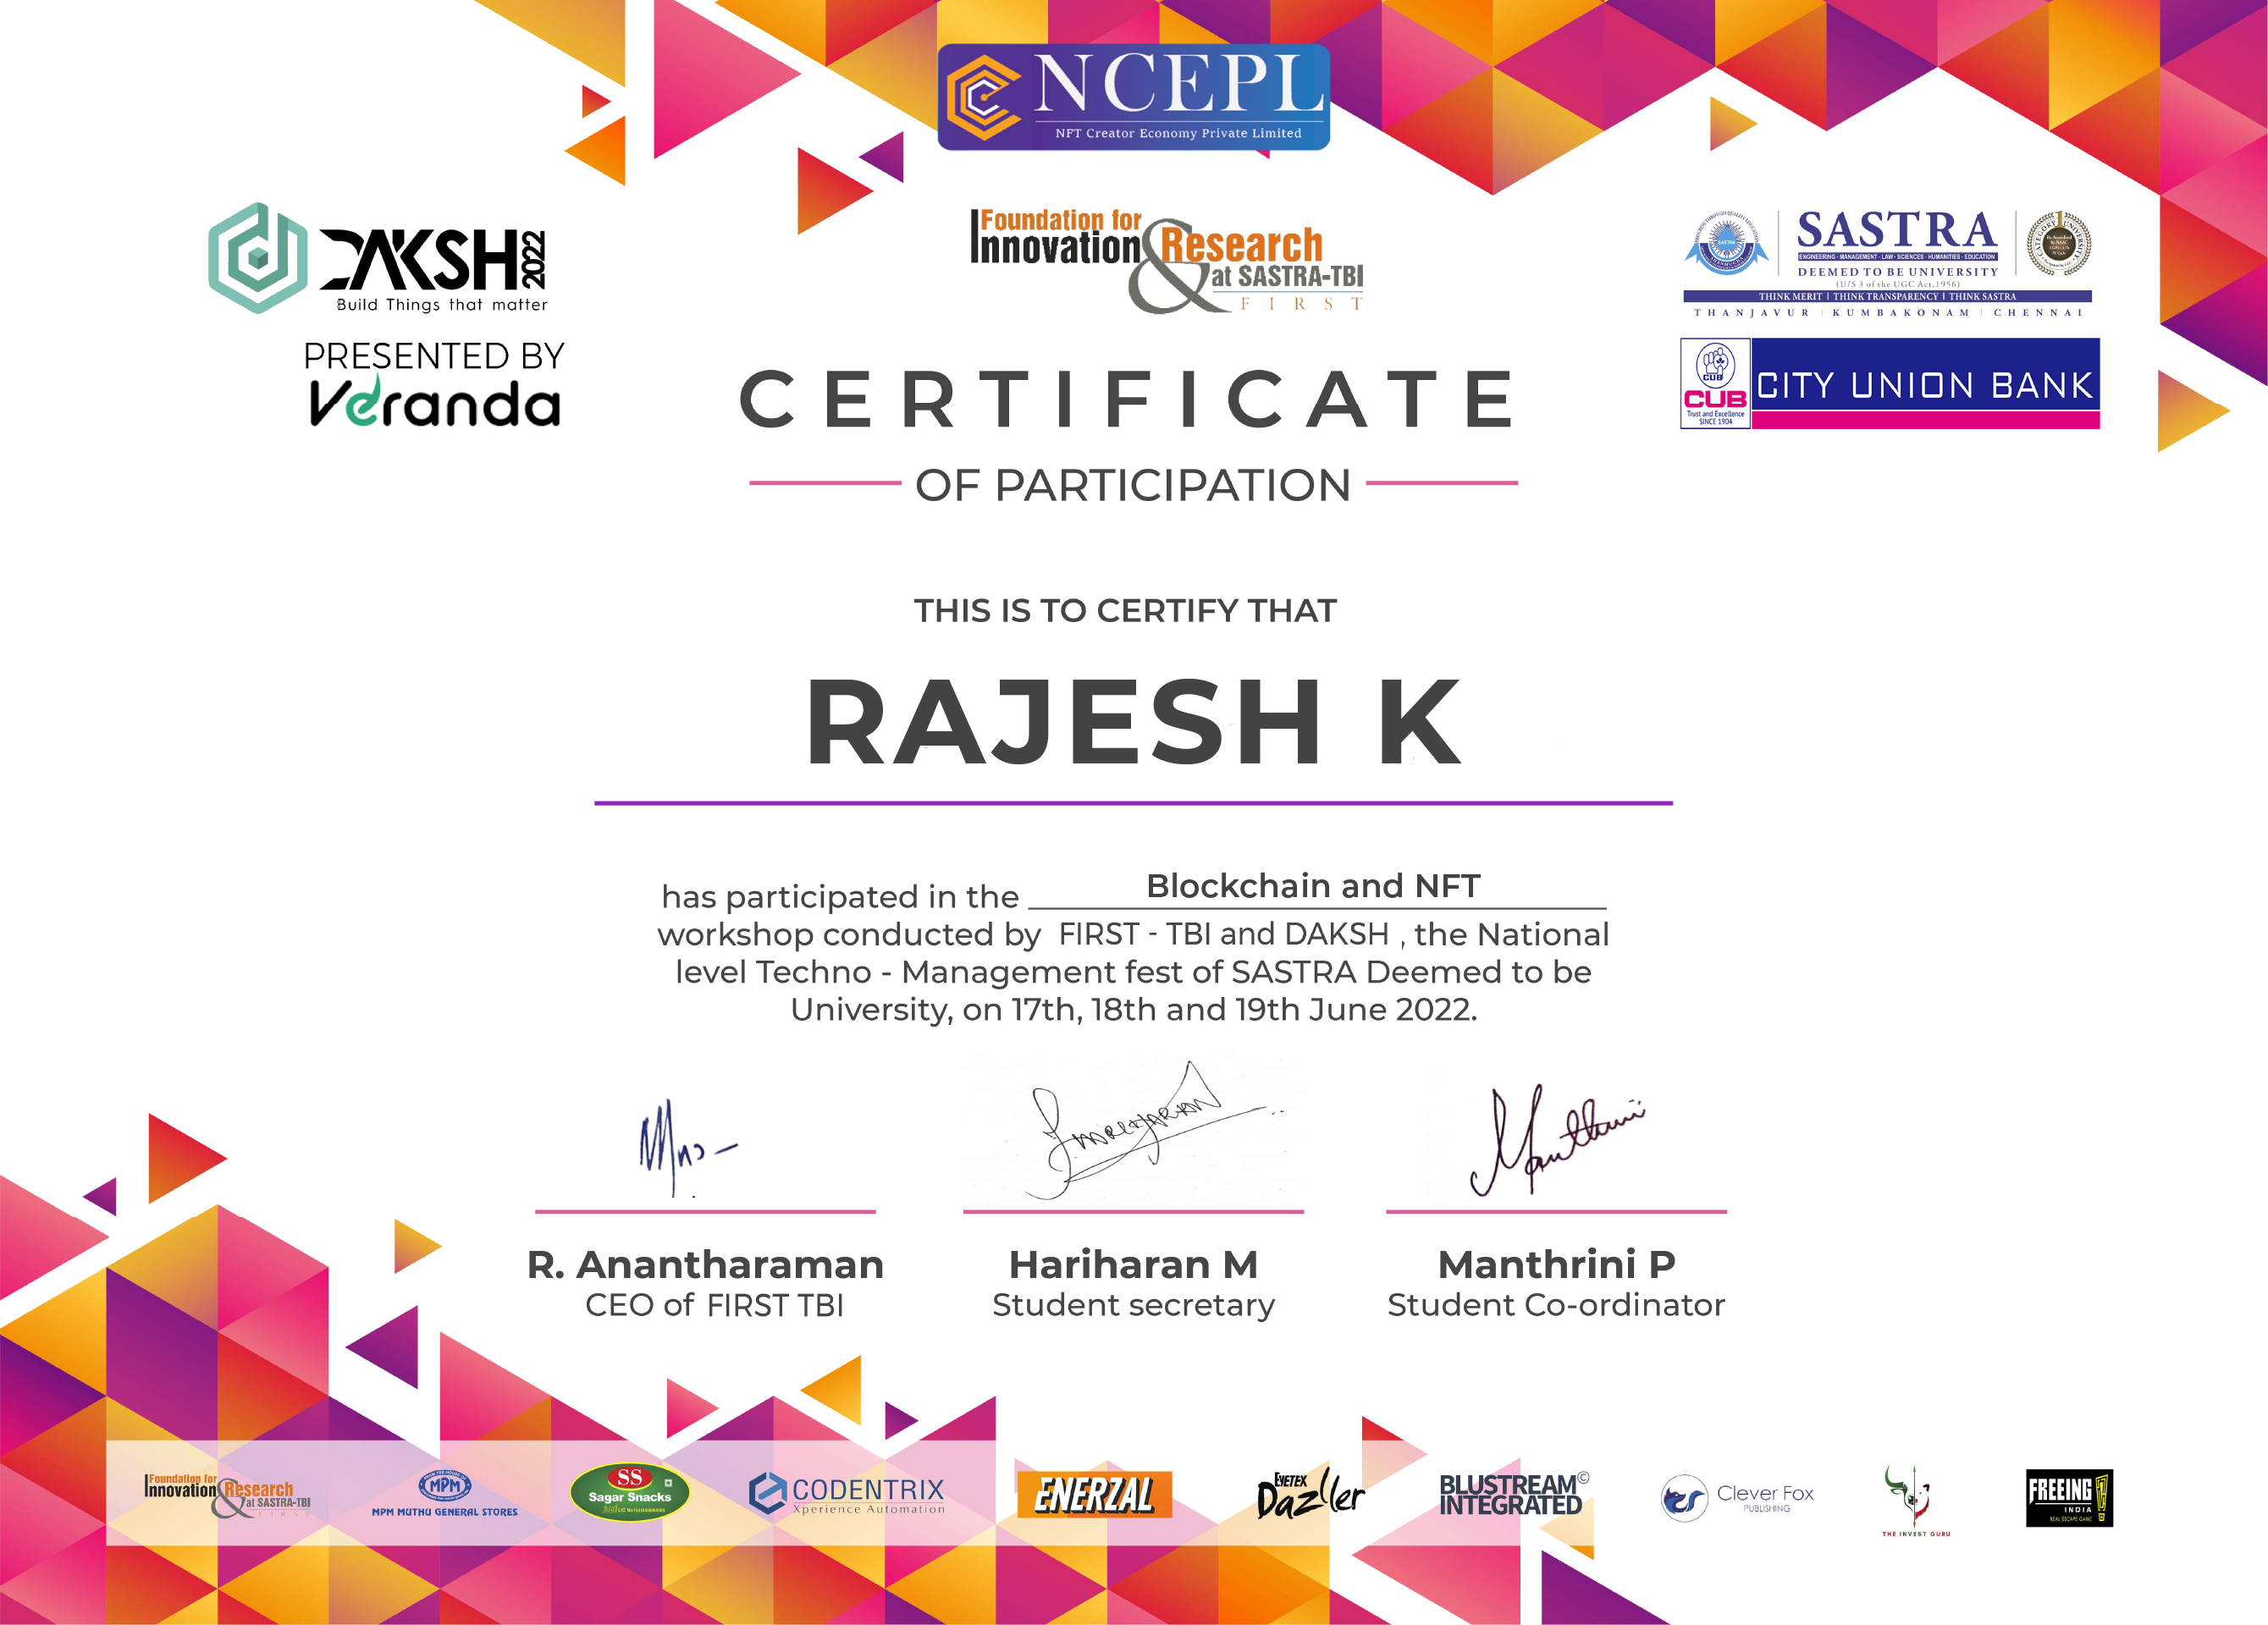 NCEPL
NFT Creator Economy Private Limited
DAKSH 2022
Build Things that matter
PRESENTED BY
Veranda
Foundation for
Innovation & Research
at SASTRA-TBI
FIRST
SASTRA
ENGINEERING · MANAGEMENT · LAW · SCIENCES · HUMANITIES · EDUCATION
DEEMED TO BE UNIVERSITY
(U/S 3 of the UGC Act, 1956)
THINK MERIT | THINK TRANSPARENCY | THINK SASTRA
THANJAVUR | KUMBAKONAM | CHENNAI
CUB
CUB
Trust and Excellence
SINCE 1904
CITY UNION BANK
CERTIFICATE
OF PARTICIPATION
THIS IS TO CERTIFY THAT
RAJESH K
has participated in the Blockchain and NFT
workshop conducted by FIRST - TBI and DAKSH , the National
level Techno - Management fest of SASTRA Deemed to be
University, on 17th, 18th and 19th June 2022.
R. Anantharaman
CEO of FIRST TBI
Hariharan M
Student secretary
Manthrini P
Student Co-ordinator
Foundation for
Innovation & Research
at SASTRA-TBI
FIRST
MPM
MPM MUTHU GENERAL STORES
SS
Sagar Snacks
CODENTRIX
Xperience Automation
ENERZAL
EYETEX
Dazller
BLUSTREAM©
INTEGRATED
Clever Fox
PUBLISHING
THE INVEST GURU
FREEING
INDIA
REAL ESCAPE GAME